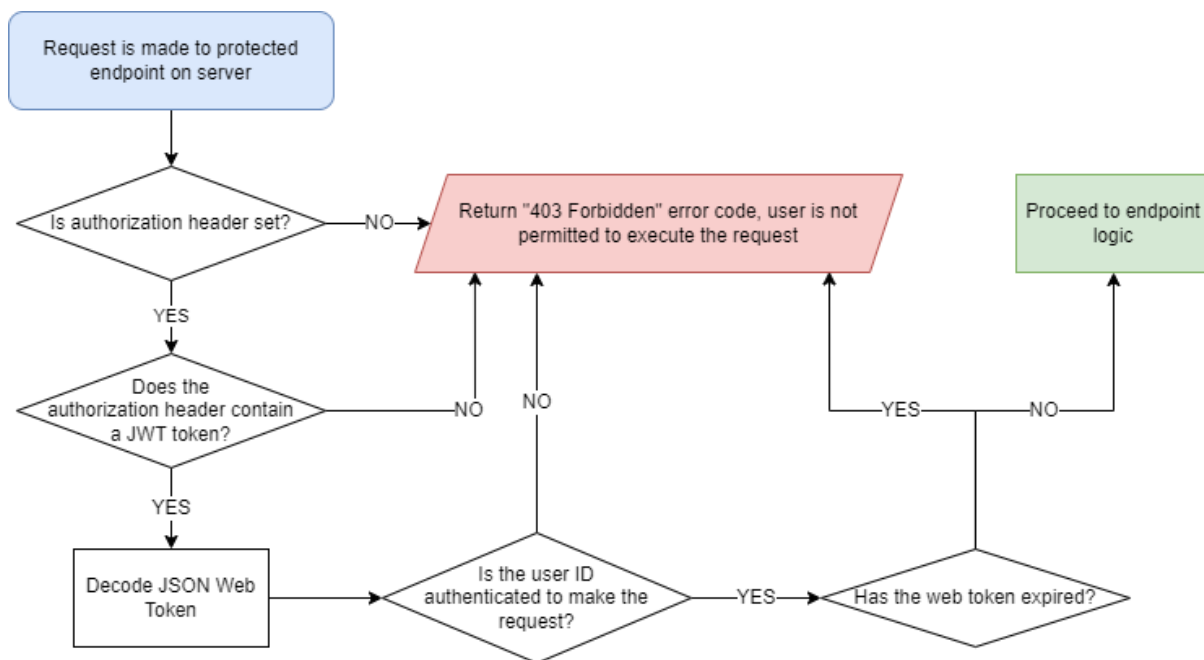 Request is made to protected
endpoint on server
Is authorization header set?
NO
Return "403 Forbidden" error code, user is not
permitted to execute the request
Proceed to endpoint
logic
YES
Does the
authorization header contain
a JWT token?
NO
NO
YES
NO
YES
Decode JSON Web
Token
Is the user ID
authenticated to make the
request?
YES
Has the web token expired?